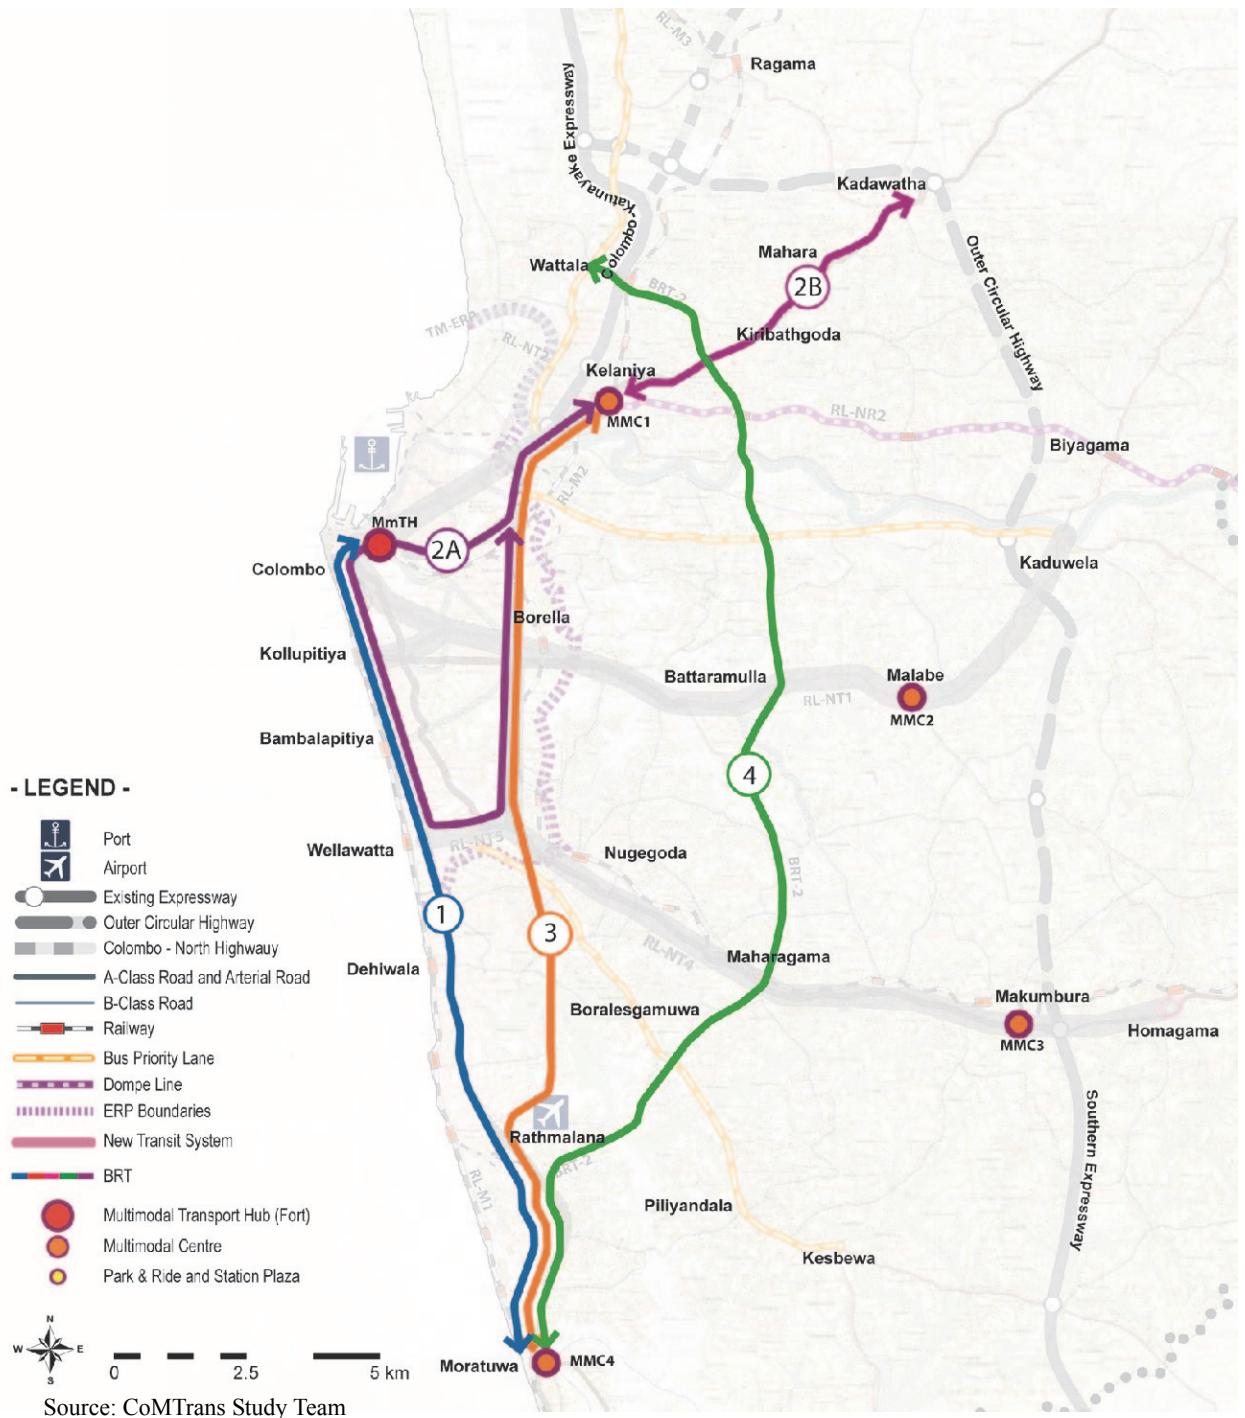 RL-M3
Ragama
Colombo-Katunayake Expressway
Kadawatha
Mahara
Outer Circular Highway
Wattala
BRT-2
2B
TM-ERP
RL-NT2
Kiribathgoda
Kelaniya
MMC1
RL-NR2
Biyagama
RL-M2
MmTH
2A
Colombo
Kaduwela
Borella
Kollupitiya
Battaramulla
Malabe
RL-NT1
MMC2
Bambalapitiya
4
- LEGEND -
Port
Airport
Existing Expressway
Outer Circular Highway
Colombo - North Highwauy
A-Class Road and Arterial Road
B-Class Road
Railway
Bus Priority Lane
Dompe Line
ERP Boundaries
New Transit System
BRT
Multimodal Transport Hub (Fort)
Multimodal Centre
Park & Ride and Station Plaza
Wellawatta
RL-NT5
Nugegoda
BRT-2
1
3
RL-NT4
Maharagama
Dehiwala
Boralesgamuwa
Makumbura
MMC3
Homagama
Rathmalana
BRT-2
RL-M1
Southern Expressway
Piliyandala
Kesbewa
Moratuwa
MMC4
N
W
E
S
0
2.5
5 km
Source: CoMTrans Study Team